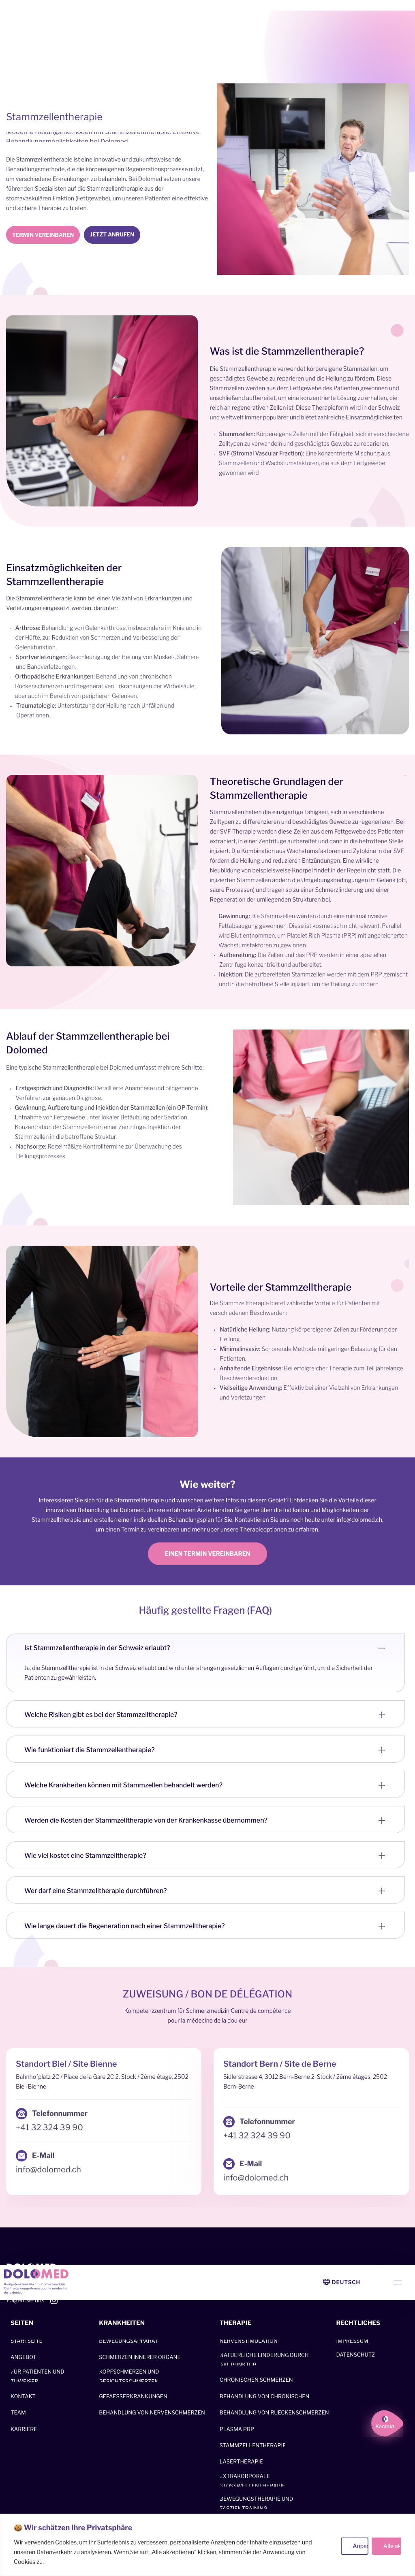 Stammzellentherapie
Moderne Heilungsmethoden mit Stammzellentherapie: Effektive
Behandlungsmöglichkeiten bei Dolomed
Die Stammzellentherapie ist eine innovative und zukunftsweisende
Behandlungsmethode, die die körpereigenen Regenerationsprozesse nutzt,
um verschiedene Erkrankungen zu behandeln. Bei Dolomed setzen unsere
führenden Spezialisten auf die Stammzellentherapie aus der
stomavaskulären Fraktion (Fettgewebe), um unseren Patienten eine effektive
und sichere Therapie zu bieten.
TERMIN VEREINBAREN
JETZT ANRUFEN
Was ist die Stammzellentherapie?
Die Stammzellentherapie verwendet körpereigene Stammzellen, um
geschädigtes Gewebe zu reparieren und die Heilung zu fördern. Diese
Stammzellen werden aus dem Fettgewebe des Patienten gewonnen und
anschließend aufbereitet, um eine konzentrierte Lösung zu erhalten, die
reich an regenerativen Zellen ist. Diese Therapieform wird in der Schweiz
und weltweit immer populärer und bietet zahlreiche Einsatzmöglichkeiten.
Stammzellen: Körpereigene Zellen mit der Fähigkeit, sich in verschiedene
Zelltypen zu verwandeln und geschädigtes Gewebe zu reparieren.
SVF (Stromal Vascular Fraction): Eine konzentrierte Mischung aus
Stammzellen und Wachstumsfaktoren, die aus dem Fettgewebe
gewonnen wird
Einsatzmöglichkeiten der
Stammzellentherapie
Die Stammzellentherapie kann bei einer Vielzahl von Erkrankungen und
Verletzungen eingesetzt werden, darunter:
Arthrose: Behandlung von Gelenkarthrose, insbesondere im Knie und in
der Hüfte, zur Reduktion von Schmerzen und Verbesserung der
Gelenkfunktion.
Sportverletzungen: Beschleunigung der Heilung von Muskel-, Sehnen-
und Bandverletzungen.
Orthopädische Erkrankungen: Behandlung von chronischen
Rückenschmerzen und degenerativen Erkrankungen der Wirbelsäule,
aber auch im Bereich von peripheren Gelenken.
Traumatologie: Unterstützung der Heilung nach Unfällen und
Operationen.
Theoretische Grundlagen der
Stammzellentherapie
Stammzellen haben die einzigartige Fähigkeit, sich in verschiedene
Zelltypen zu differenzieren und beschädigtes Gewebe zu regenerieren. Bei
der SVF-Therapie werden diese Zellen aus dem Fettgewebe des Patienten
extrahiert, in einer Zentrifuge aufbereitet und dann in die betroffene Stelle
injiziert. Die Kombination aus Wachstumsfaktoren und Zytokine in der SVF
fördern die Heilung und reduzieren Entzündungen. Eine wirkliche
Neubildung von beispielsweise Knorpel findet in der Regel nicht statt. Die
injizierten Stammzellen ändern die Umgebungsbedingungen im Gelenk (pH,
saure Proteasen) und tragen so zu einer Schmerzlinderung und einer
Regeneration der umliegenden Strukturen bei.
Gewinnung: Die Stammzellen werden durch eine minimalinvasive
Fettabsaugung gewonnen. Diese ist kosmetisch nicht relevant. Parallel
wird Blut entnommen, um Platelet Rich Plasma (PRP) mit angereicherten
Wachstumsfaktoren zu gewinnen.
Aufbereitung: Die Zellen und das PRP werden in einer speziellen
Zentrifuge konzentriert und aufbereitet.
Injektion: Die aufbereiteten Stammzellen werden mit dem PRP gemischt
und in die betroffene Stelle injiziert, um die Heilung zu fördern.
Ablauf der Stammzellentherapie bei
Dolomed
Eine typische Stammzellentherapie bei Dolomed umfasst mehrere Schritte:
Erstgespräch und Diagnostik: Detaillierte Anamnese und bildgebende
Verfahren zur genauen Diagnose.
Gewinnung, Aufbereitung und Injektion der Stammzellen (ein OP-Termin):
Entnahme von Fettgewebe unter lokaler Betäubung oder Sedation.
Konzentration der Stammzellen in einer Zentrifuge. Injektion der
Stammzellen in die betroffene Struktur.
Nachsorge: Regelmäßige Kontrolltermine zur Überwachung des
Heilungsprozesses.
Vorteile der Stammzelltherapie
Die Stammzelltherapie bietet zahlreiche Vorteile für Patienten mit
verschiedenen Beschwerden:
Natürliche Heilung: Nutzung körpereigener Zellen zur Förderung der
Heilung.
Minimalinvasiv: Schonende Methode mit geringer Belastung für den
Patienten.
Anhaltende Ergebnisse: Bei erfolgreicher Therapie zum Teil jahrelange
Beschwerdereduktion.
Vielseitige Anwendung: Effektiv bei einer Vielzahl von Erkrankungen
und Verletzungen.
Wie weiter?
Interessieren Sie sich für die Stammzelltherapie und wünschen weitere Infos zu diesem Gebiet? Entdecken Sie die Vorteile dieser
innovativen Behandlung bei Dolomed. Unsere erfahrenen Ärzte beraten Sie gerne über die Indikation und Möglichkeiten der
Stammzelltherapie und erstellen einen individuellen Behandlungsplan für Sie. Kontaktieren Sie uns noch heute unter info@dolomed.ch,
um einen Termin zu vereinbaren und mehr über unsere Therapieoptionen zu erfahren.
EINEN TERMIN VEREINBAREN
Häufig gestellte Fragen (FAQ)
Ist Stammzellentherapie in der Schweiz erlaubt?
Ja, die Stammzelltherapie ist in der Schweiz erlaubt und wird unter strengen gesetzlichen Auflagen durchgeführt, um die Sicherheit der
Patienten zu gewährleisten.
Welche Risiken gibt es bei der Stammzelltherapie?
Wie funktioniert die Stammzellentherapie?
Welche Krankheiten können mit Stammzellen behandelt werden?
Werden die Kosten der Stammzelltherapie von der Krankenkasse übernommen?
Wie viel kostet eine Stammzelltherapie?
Wer darf eine Stammzelltherapie durchführen?
Wie lange dauert die Regeneration nach einer Stammzelltherapie?
ZUWEISUNG / BON DE DÉLÉGATION
Kompetenzzentrum für Schmerzmedizin Centre de compétence
pour la médecine de la douleur
Standort Biel / Site Bienne
Bahnhofplatz 2C / Place de la Gare 2C 2. Stock / 2ème étage, 2502
Biel-Bienne
Telefonnummer
+41 32 324 39 90
E-Mail
info@dolomed.ch
Standort Bern / Site de Berne
Sidlerstrasse 4, 3012 Bern-Berne 2. Stock / 2ème étages, 2502
Bern-Berne
Telefonnummer
+41 32 324 39 90
E-Mail
info@dolomed.ch
DOLOMED
Kompetenzzentrum für Schmerzmedizin
Centre de compétence pour la médecine
de la douleur
DEUTSCH
Folgen Sie uns
SEITEN
STARTSEITE
ANGEBOT
FÜR PATIENTEN UND
ZUWEISER
KONTAKT
TEAM
KARRIERE
KRANKHEITEN
BEWEGUNGSAPPARAT
SCHMERZEN INNERER ORGANE
KOPFSCHMERZEN UND
GESICHTSSCHMERZEN
GEFAESSERKRANKUNGEN
BEHANDLUNG VON NERVENSCHMERZEN
THERAPIE
NERVENSTIMULATION
NATUERLICHE LINDERUNG DURCH
AKUPUNKTUR
CHRONISCHEN SCHMERZEN
BEHANDLUNG VON CHRONISCHEN
BEHANDLUNG VON RUECKENSCHMERZEN
PLASMA PRP
STAMMZELLENTHERAPIE
LASERTHERAPIE
EXTRAKORPORALE
STOSSWELLENTHERAPIE
BEWEGUNGSTHERAPIE UND
FASZIENTRAINING
RECHTLICHES
IMPRESSUM
DATENSCHUTZ
Kontakt
Wir schätzen Ihre Privatsphäre
Wir verwenden Cookies, um Ihr Surferlebnis zu verbessern, personalisierte Anzeigen oder Inhalte einzusetzen und
unseren Datenverkehr zu analysieren. Wenn Sie auf „Alle akzeptieren" klicken, stimmen Sie der Anwendung von
Cookies zu.
Anpa
Alle ak